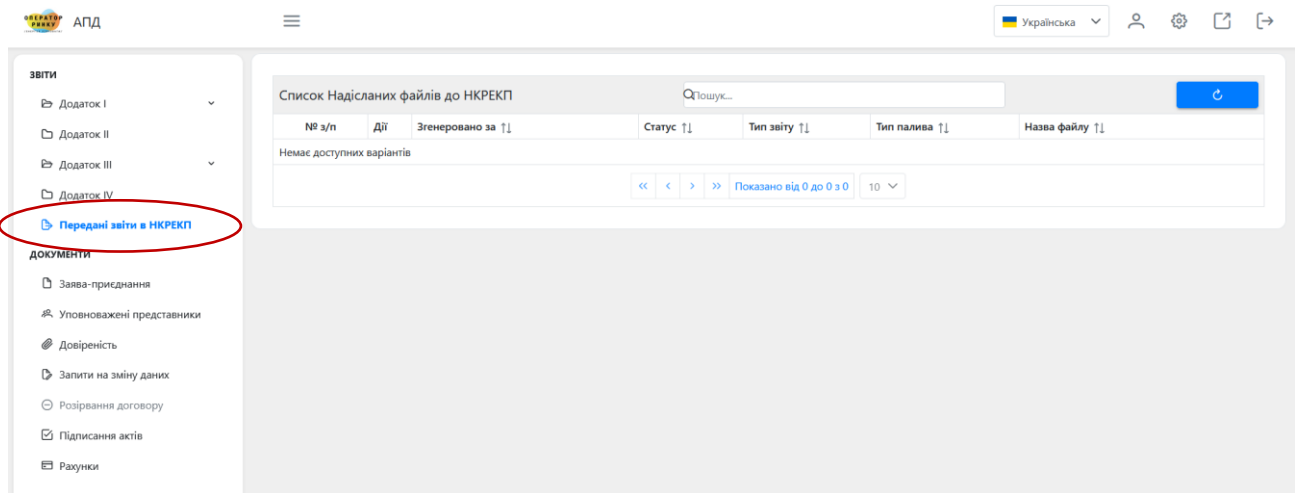 ОПЕРАТОР РИНКУ АПД Українська
ЗВІТИ
Додаток I
Додаток II
Додаток III
Додаток IV
Передані звіти в НКРЕКП
ДОКУМЕНТИ
Заява-приєднання
Уповноважені представники
Довіреність
Запити на зміну даних
Розірвання договору
Підписання актів
Рахунки
Список Надісланих файлів до НКРЕКП Пошук...
№ з/п Дії Згенеровано за Статус Тип звіту Тип палива Назва файлу
Немає доступних варіантів
Показано від 0 до 0 з 0 10